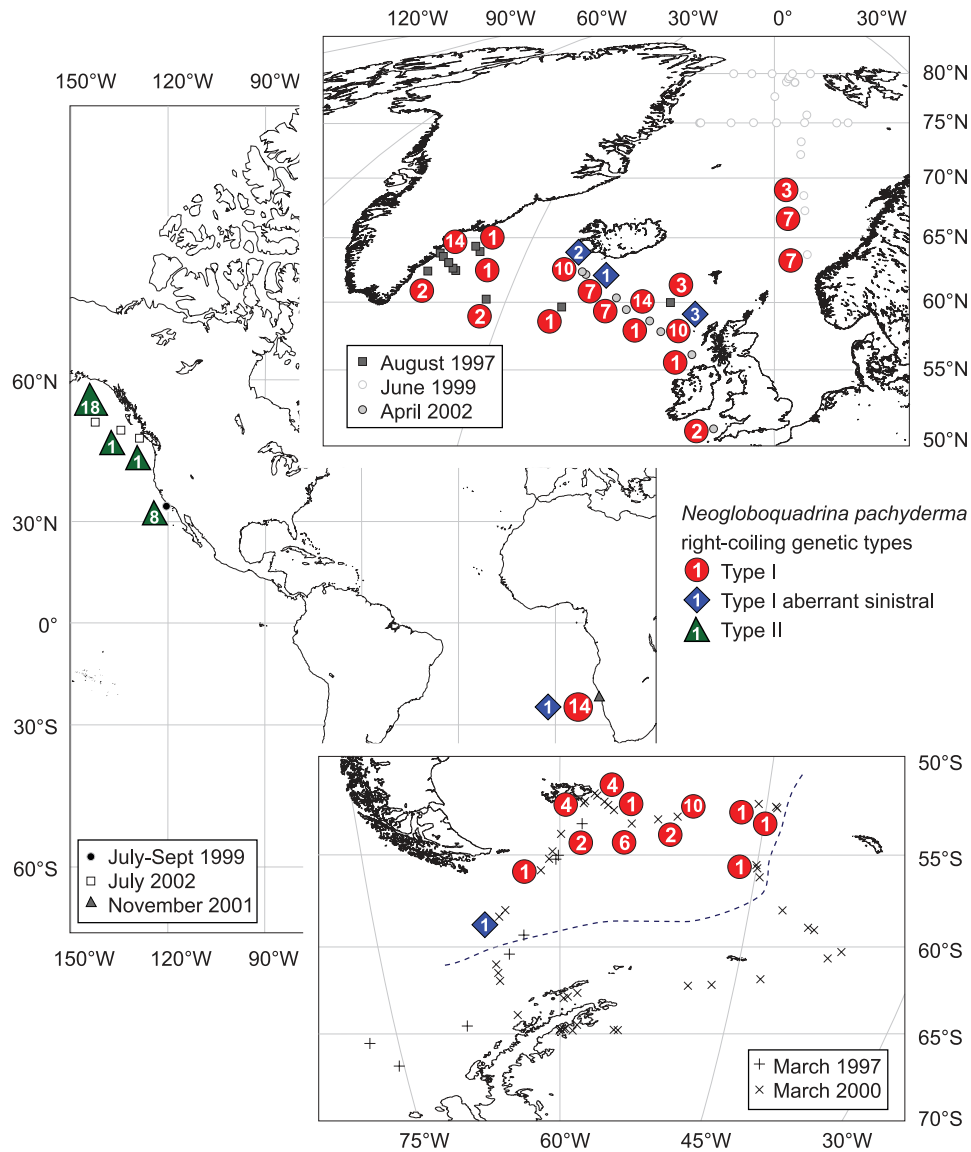 120°W 90°W 60°W 30°W 0° 30°W
150°W 120°W 90°W
80°N
75°N
70°N
3
7
65°N
14 1
2
7
10 1
1
2
7 14 3
60°N
2
1
7
1 10
3
August 1997
June 1999
April 2002
1
55°N
60°N
2
50°N
18
1
1
8
30°N
Neogloboquadrina pachyderma
right-coiling genetic types
1 Type I
1 Type I aberrant sinistral
1 Type II
0°
1 14
30°S
50°S
4
4 1 10 1
1
2 6 2
July-Sept 1999
July 2002
November 2001
60°S
55°S
1
1
1
60°S
150°W 120°W 90°W
65°S
March 1997
March 2000
70°S
75°W 60°W 45°W 30°W